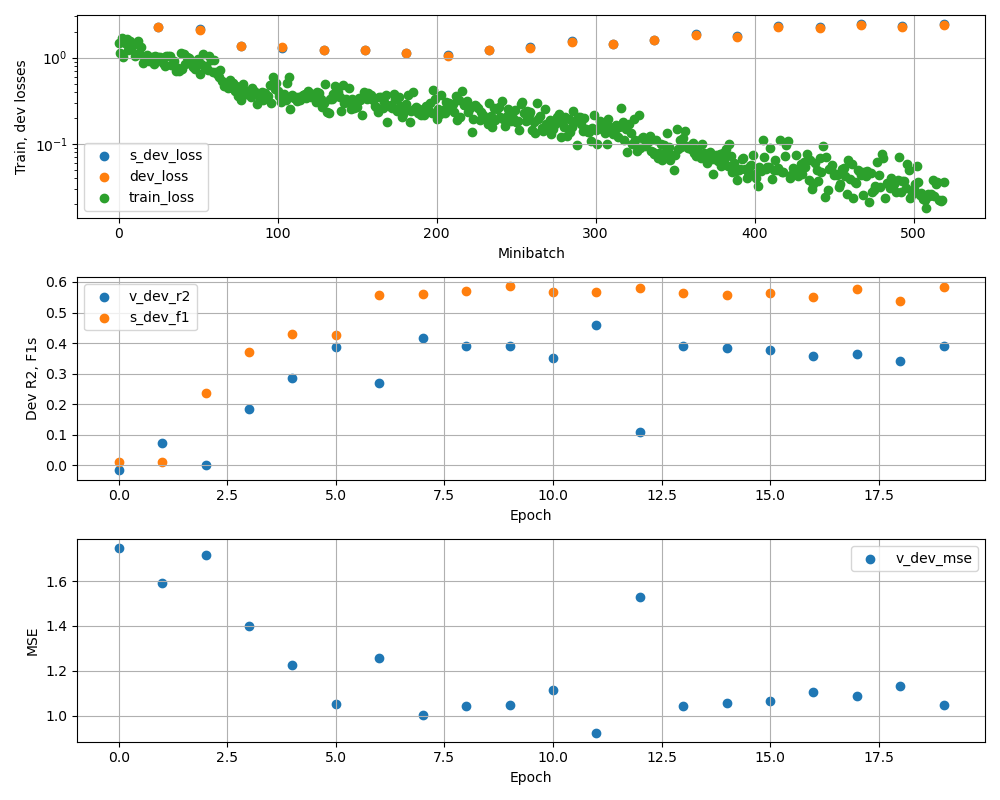 Train, dev losses
10⁰
10⁻¹
s_dev_loss
dev_loss
train_loss
0 100 200 300 400 500
Minibatch
Dev R2, F1s
0.6
0.5
0.4
0.3
0.2
0.1
0.0
v_dev_r2
s_dev_f1
0.0 2.5 5.0 7.5 10.0 12.5 15.0 17.5
Epoch
MSE
1.6
1.4
1.2
1.0
v_dev_mse
0.0 2.5 5.0 7.5 10.0 12.5 15.0 17.5
Epoch